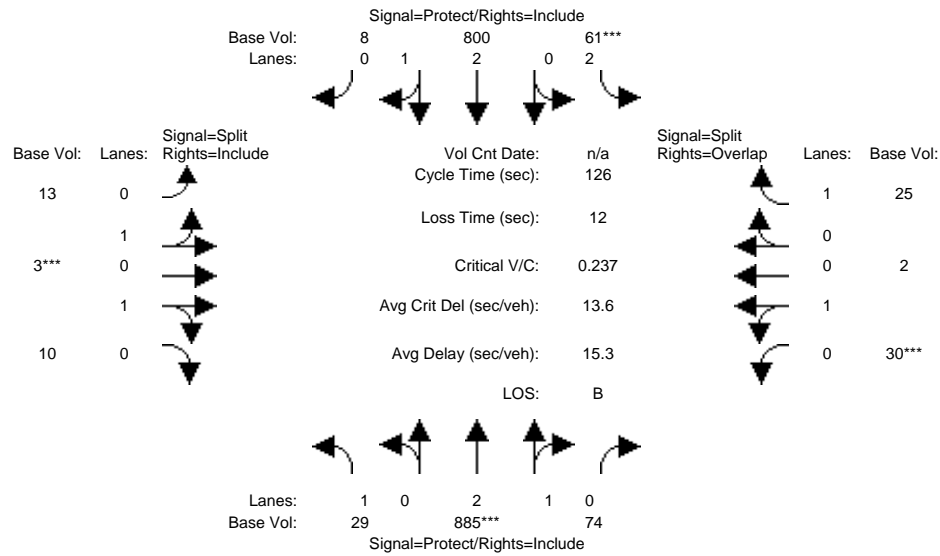 Signal=Protect/Rights=Include
Base Vol: 8 800 61***
Lanes: 0 1 2 0 2
Signal=Split
Base Vol: Lanes: Rights=Include
Vol Cnt Date: n/a
Signal=Split
Rights=Overlap Lanes: Base Vol:
Cycle Time (sec): 126
13 0
1 25
Loss Time (sec): 12
1
0
3*** 0
Critical V/C: 0.237
0 2
1
Avg Crit Del (sec/veh): 13.6
1
10 0
Avg Delay (sec/veh): 15.3
0 30***
LOS: B
Lanes: 1 0 2 1 0
Base Vol: 29 885*** 74
Signal=Protect/Rights=Include